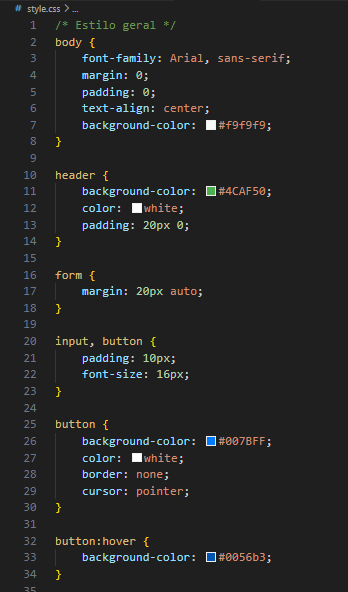 # style.css > ...
1 /* Estilo geral */
2 body {
3     font-family: Arial, sans-serif;
4     margin: 0;
5     padding: 0;
6     text-align: center;
7     background-color: #f9f9f9;
8 }
9
10 header {
11     background-color: #4CAF50;
12     color: white;
13     padding: 20px 0;
14 }
15
16 form {
17     margin: 20px auto;
18 }
19
20 input, button {
21     padding: 10px;
22     font-size: 16px;
23 }
24
25 button {
26     background-color: #007BFF;
27     color: white;
28     border: none;
29     cursor: pointer;
30 }
31
32 button:hover {
33     background-color: #0056b3;
34 }
35